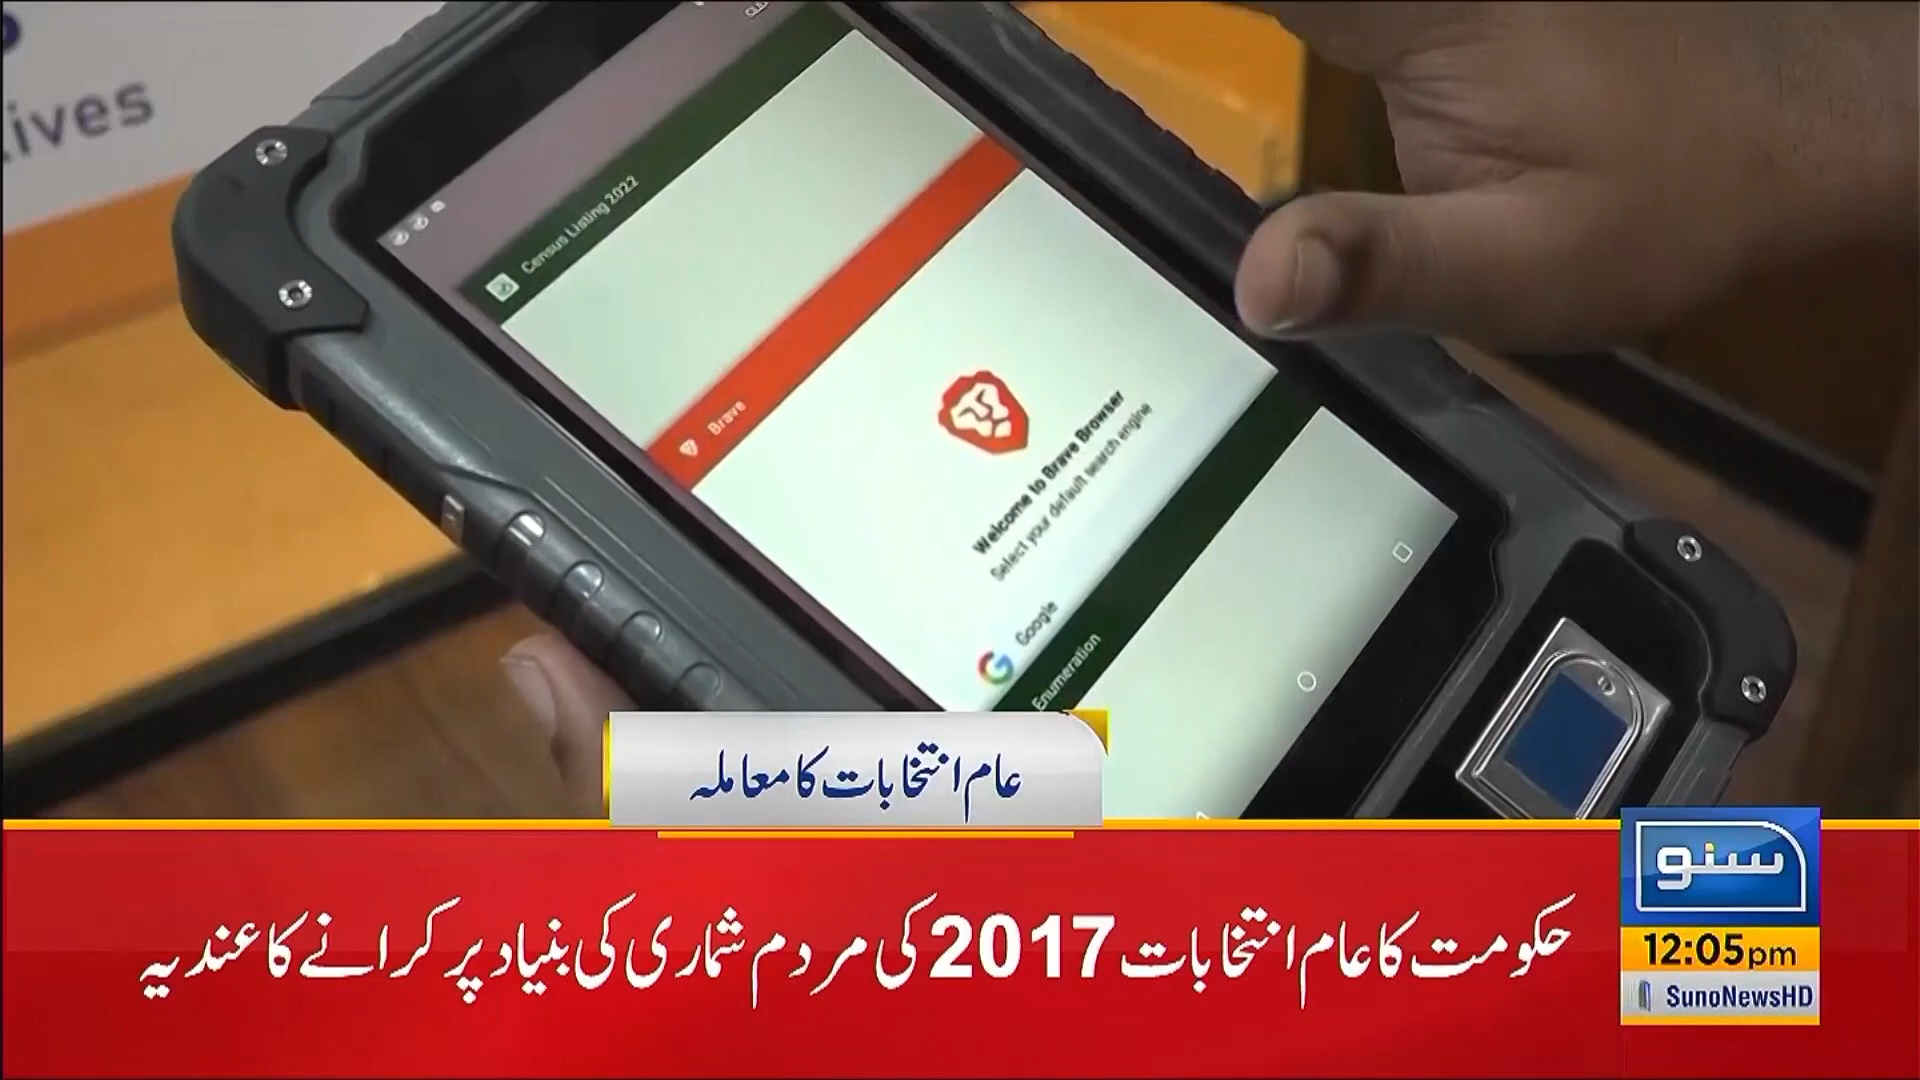 ives
Census Listing 2022
Brave
Welcome to Brave Browser
Select your default search engine
Google
Enumeration
عام انتخابات کا معاملہ
حکومت کا عام انتخابات 2017 کی مردم شماری کی بنیاد پر کرانے کا عندیہ
سنو
12:05pm
SunoNewsHD